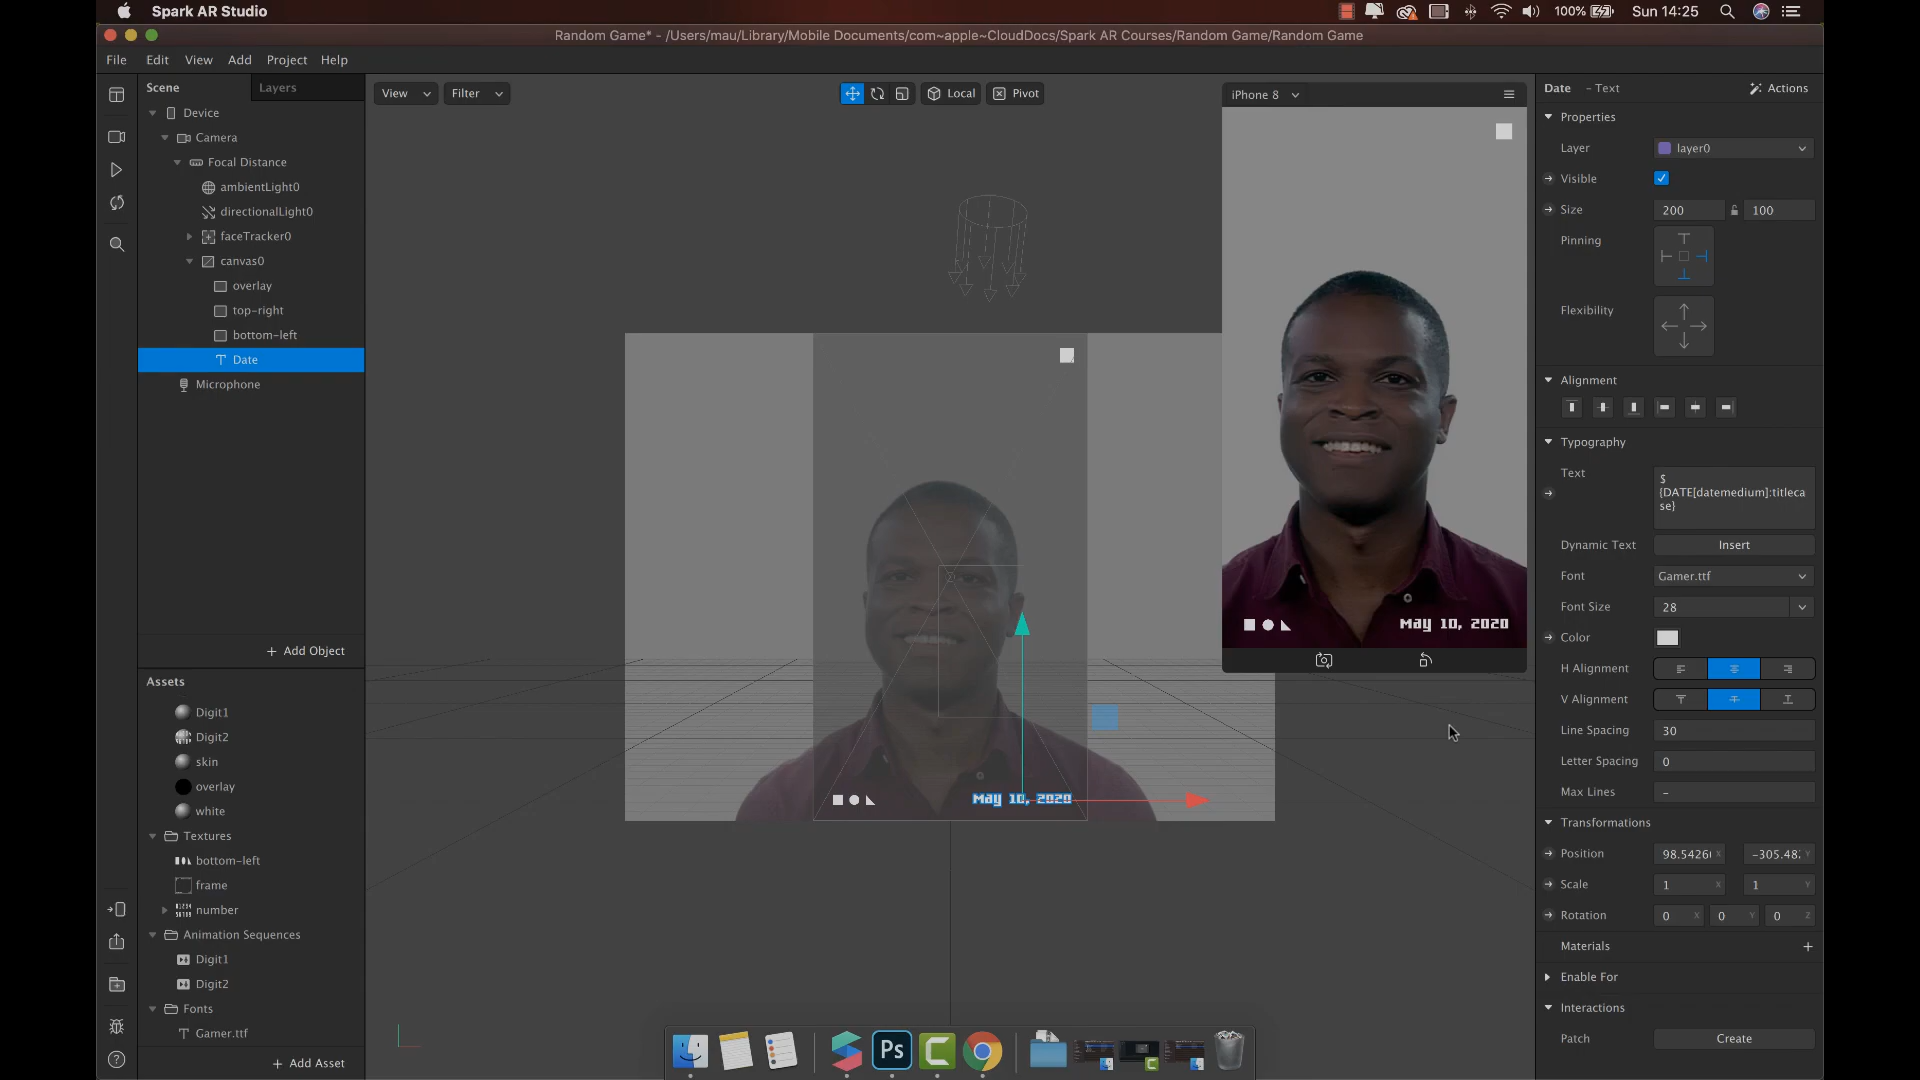 Spark AR Studio
100%
Sun 14:25
Random Game* - /Users/mau/Library/Mobile Documents/com~apple~CloudDocs/Spark AR Courses/Random Game/Random Game
File Edit View Add Project Help
Scene
Layers
Device
Camera
Focal Distance
ambientLight0
directionalLight0
faceTracker0
canvas0
overlay
top-right
bottom-left
Date
Microphone
+ Add Object
Assets
Digit1
Digit2
skin
overlay
white
Textures
bottom-left
frame
number
Animation Sequences
Digit1
Digit2
Fonts
Gamer.ttf
+ Add Asset
View
Filter
Local
Pivot
May 10, 2020
iPhone 8
May 10, 2020
Ps
Date - Text
Actions
Properties
Layer layer0
Visible
Size 200 100
Pinning
Flexibility
Alignment
Typography
Text
$
{DATE[datemedium]:titleca
se}
Dynamic Text Insert
Font Gamer.ttf
Font Size 28
Color
H Alignment
V Alignment
Line Spacing 30
Letter Spacing 0
Max Lines -
Transformations
Position 98.5426 X -305.48 Y
Scale 1 X 1 Y
Rotation 0 X 0 Y 0 Z
Materials +
Enable For
Interactions
Patch Create